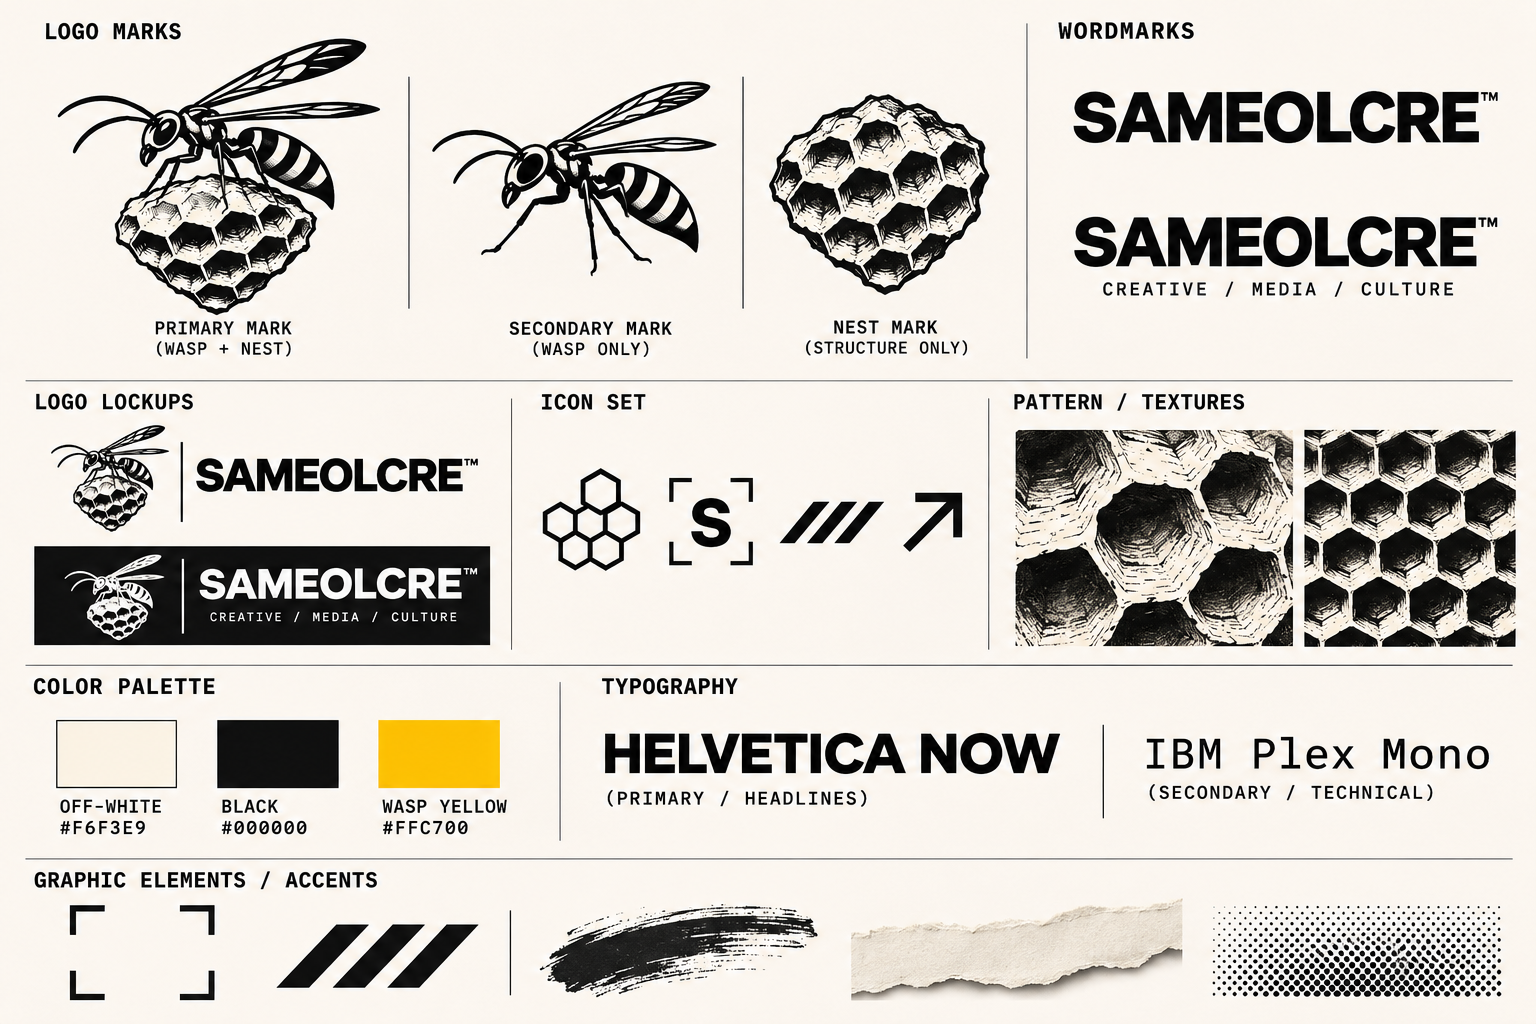 LOGO MARKS
PRIMARY MARK
(WASP + NEST)
SECONDARY MARK
(WASP ONLY)
NEST MARK
(STRUCTURE ONLY)
WORDMARKS
SAMEOLCRE™
SAMEOLCRE™
CREATIVE / MEDIA / CULTURE
LOGO LOCKUPS
SAMEOLCRE™
SAMEOLCRE™
CREATIVE / MEDIA / CULTURE
ICON SET
S
PATTERN / TEXTURES
COLOR PALETTE
OFF-WHITE
#F6F3E9
BLACK
#000000
WASP YELLOW
#FFC700
TYPOGRAPHY
HELVETICA NOW
(PRIMARY / HEADLINES)
IBM Plex Mono
(SECONDARY / TECHNICAL)
GRAPHIC ELEMENTS / ACCENTS